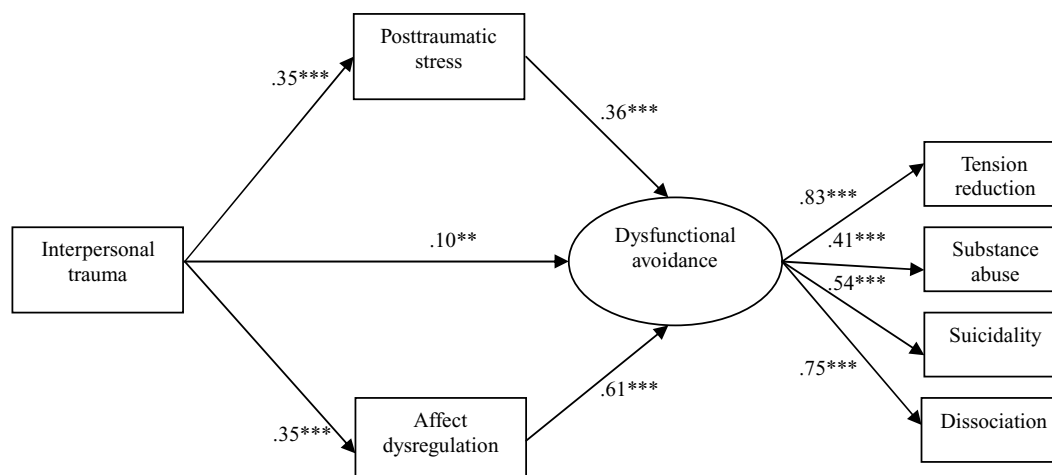 Posttraumatic
stress
.35***
.36***
Tension
reduction
.83***
Interpersonal
trauma
.10**
Dysfunctional
avoidance
.41***
Substance
abuse
.54***
Suicidality
.75***
.61***
.35***
Affect
dysregulation
Dissociation